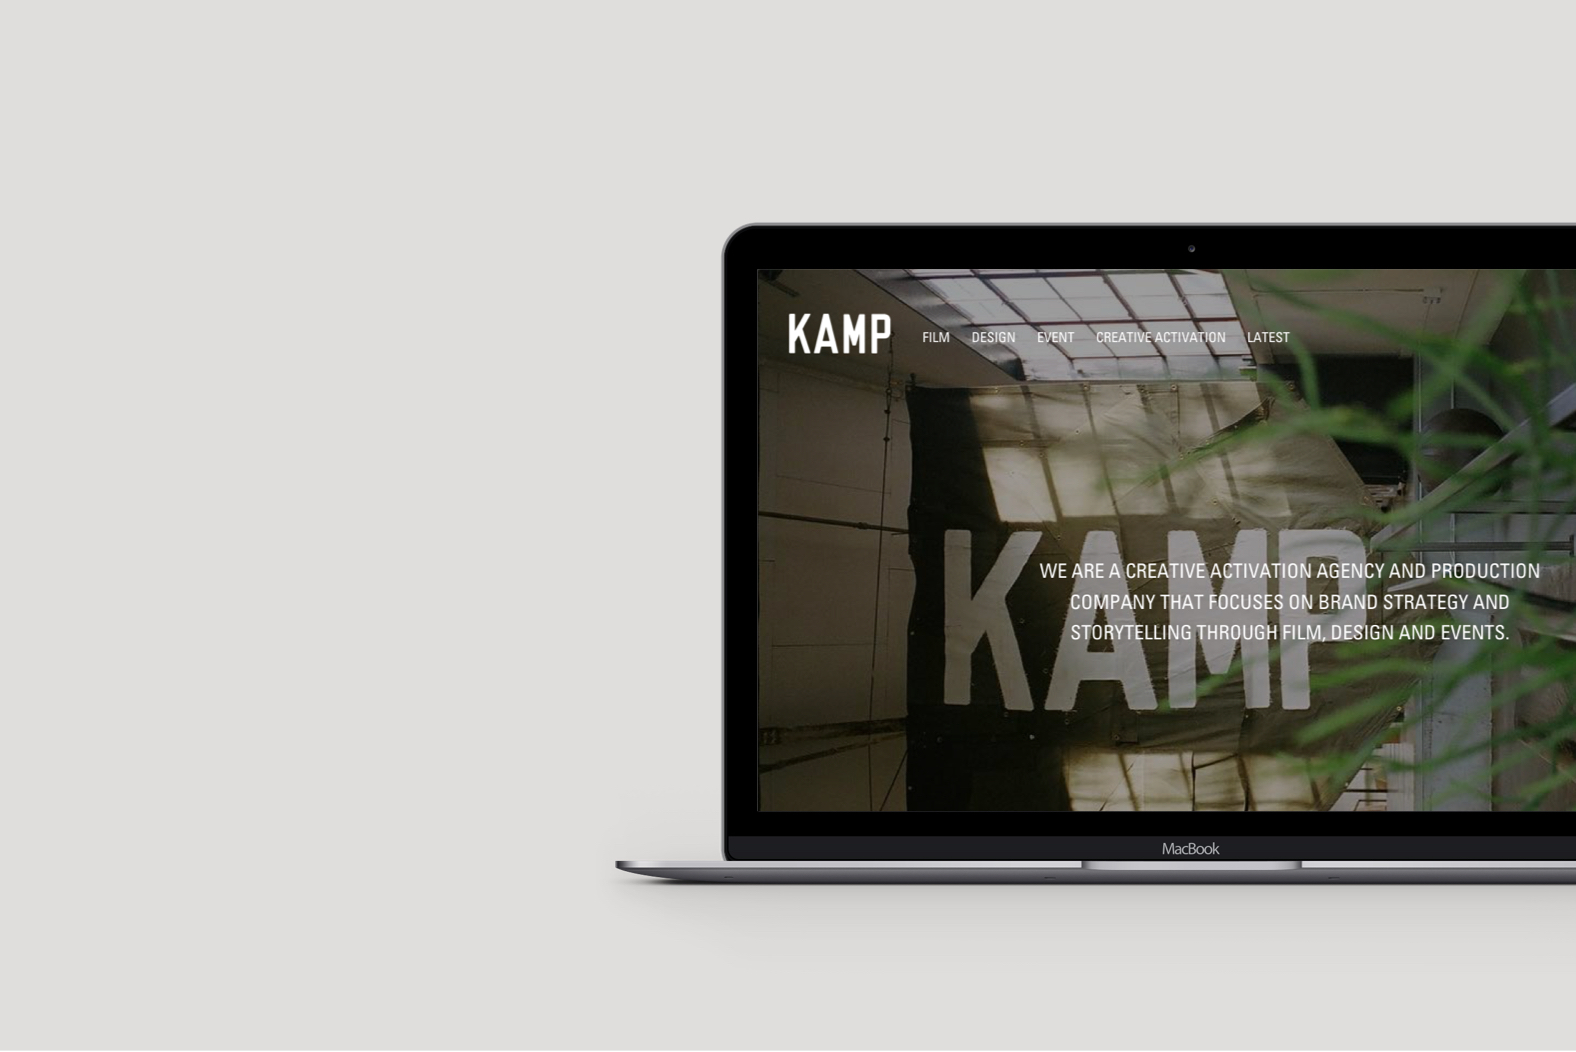 KAMP
FILM DESIGN EVENT CREATIVE ACTIVATION LATEST
KAMP
WE ARE A CREATIVE ACTIVATION AGENCY AND PRODUCTION
COMPANY THAT FOCUSES ON BRAND STRATEGY AND
STORYTELLING THROUGH FILM, DESIGN AND EVENTS.
MacBook